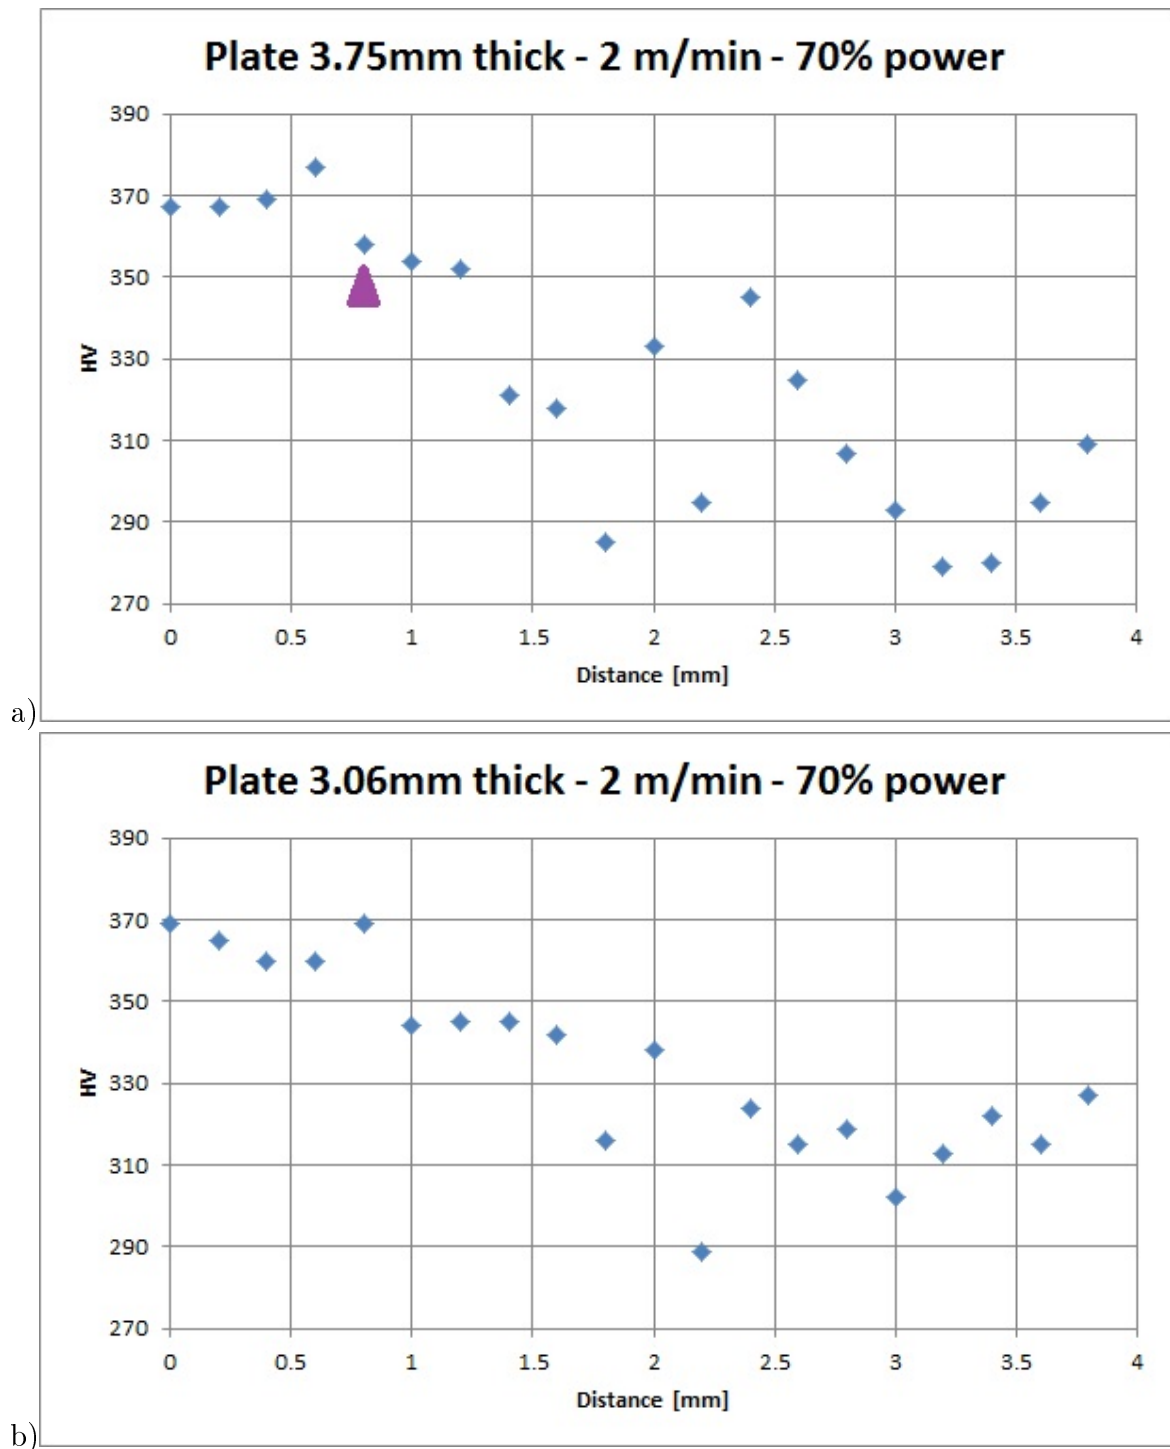 Plate 3.75mm thick - 2 m/min - 70% power
390
370
350
330
310
290
270
HV
0 0.5 1 1.5 2 2.5 3 3.5 4
Distance [mm]
a)
Plate 3.06mm thick - 2 m/min - 70% power
390
370
350
330
310
290
270
HV
0 0.5 1 1.5 2 2.5 3 3.5 4
Distance [mm]
b)